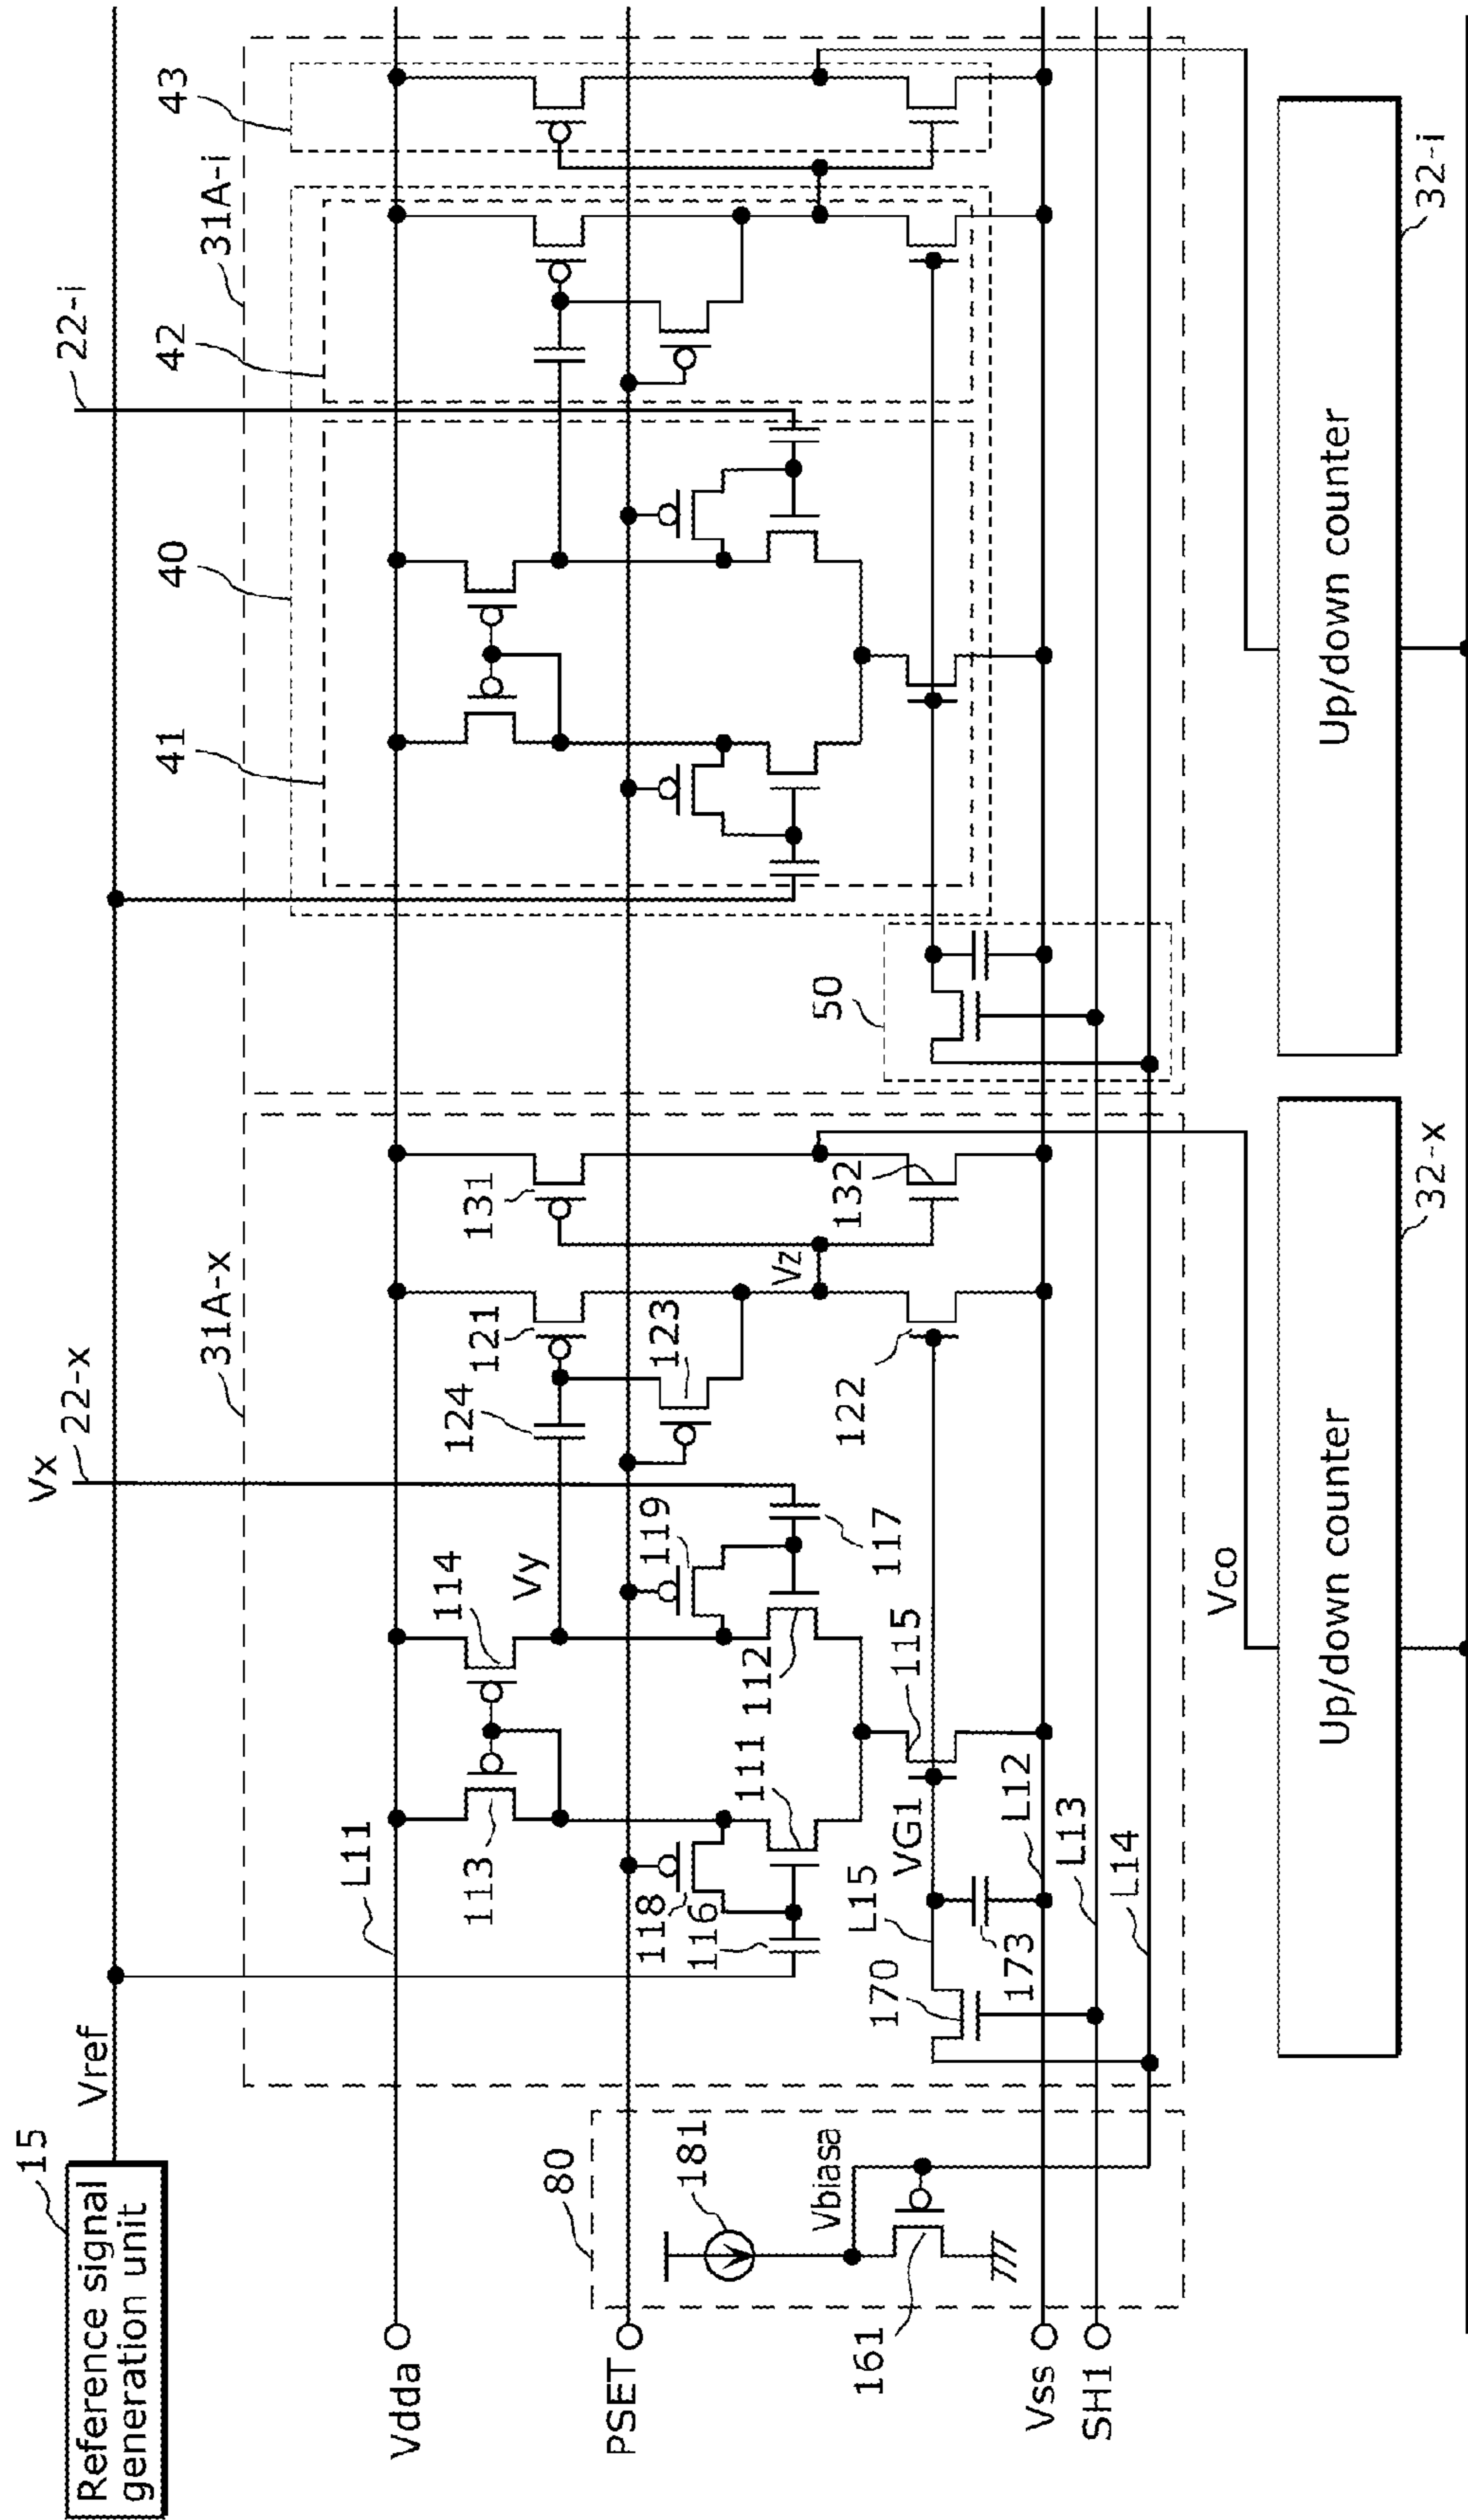 15
Reference signal
generation unit
Vref
Vx
22-x
22-i
31A-x
31A-i
40
41
42
43
L11
Vdda
113
114
Vy
124
121
131
PSET
118
116
119
123
Vz
111
112
117
80
181
Vbiasa
161
L15
VG1
115
122
132
170
173
50
L12
L13
L14
Vss
SH1
Vco
Up/down counter
32-x
Up/down counter
32-i